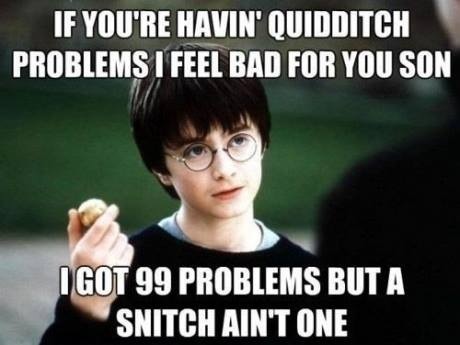 IF YOU'RE HAVIN' QUIDDITCH
PROBLEMS I FEEL BAD FOR YOU SON
I GOT 99 PROBLEMS BUT A
SNITCH AIN'T ONE